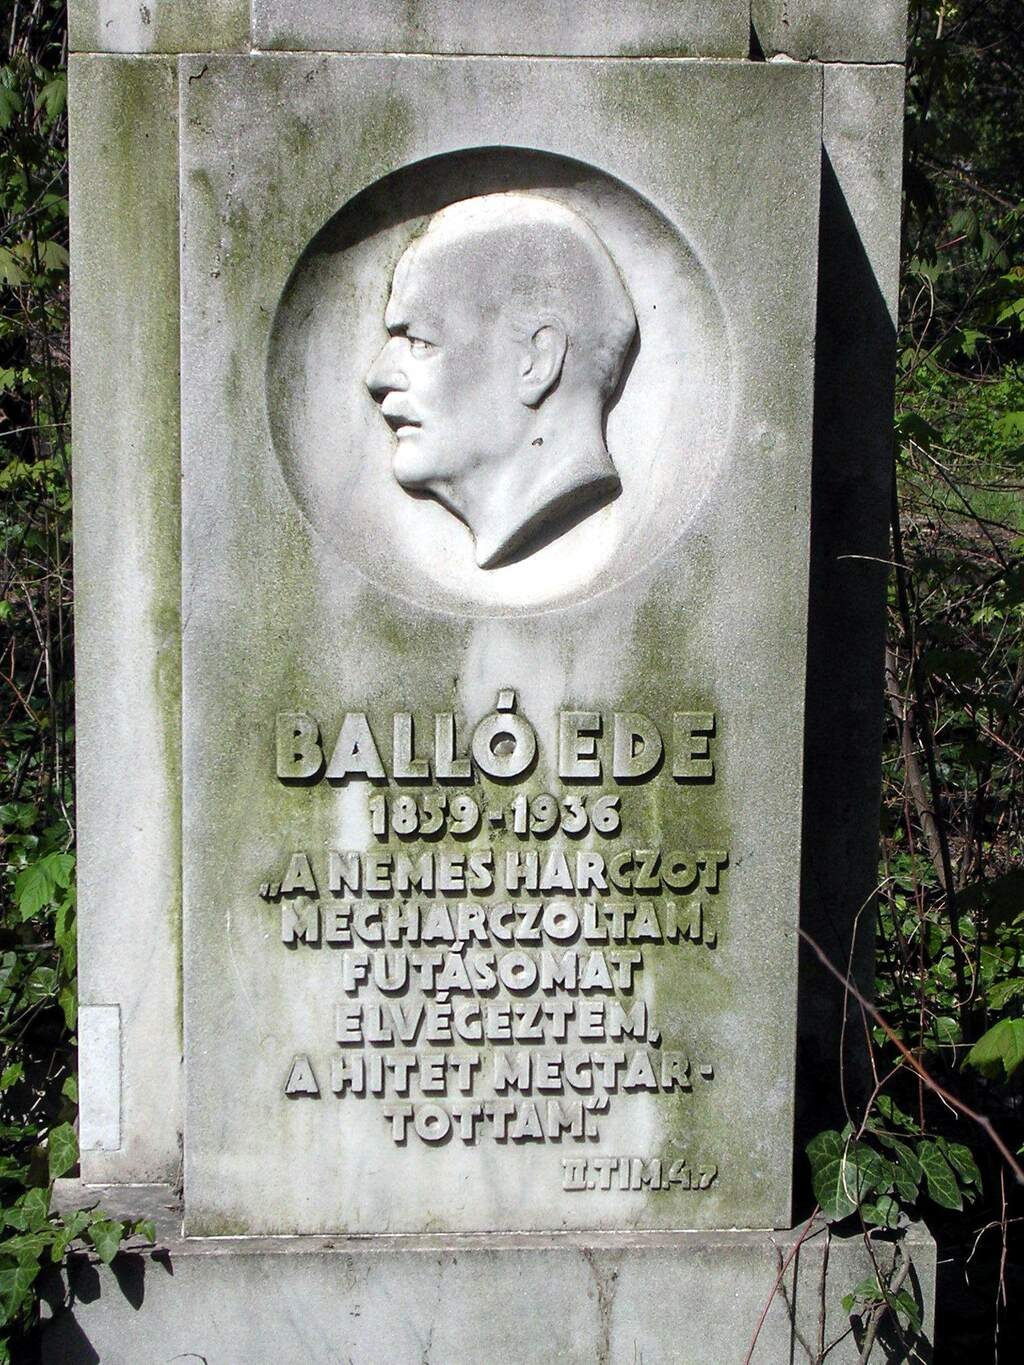 BALLÓ EDE
1859-1936
„A NEMES HARCZOT
MEGHARCZOLTAM,
FUTÁSOMAT
ELVÉGEZTEM,
A HITET MEGTAR-
TOTTAM."
II.TIM.4.7